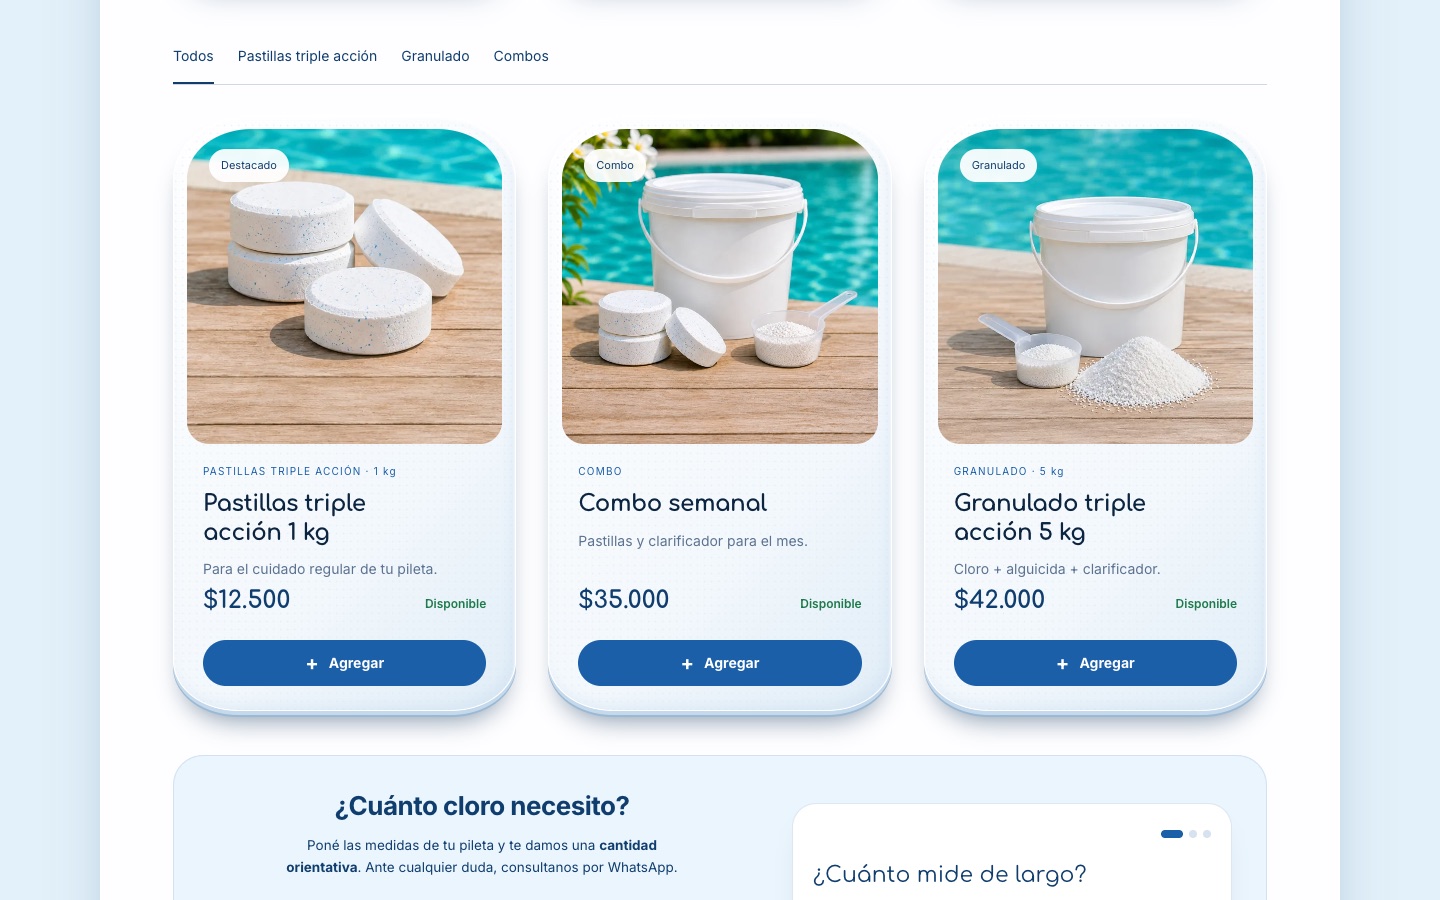 Todos Pastillas triple acción Granulado Combos
Destacado
Combo
Granulado
PASTILLAS TRIPLE ACCIÓN · 1 kg
Pastillas triple
acción 1 kg
Para el cuidado regular de tu pileta.
$12.500 Disponible
+ Agregar
COMBO
Combo semanal
Pastillas y clarificador para el mes.
$35.000 Disponible
+ Agregar
GRANULADO · 5 kg
Granulado triple
acción 5 kg
Cloro + alguicida + clarificador.
$42.000 Disponible
+ Agregar
¿Cuánto cloro necesito?
Poné las medidas de tu pileta y te damos una cantidad
orientativa. Ante cualquier duda, consultanos por WhatsApp.
¿Cuánto mide de largo?